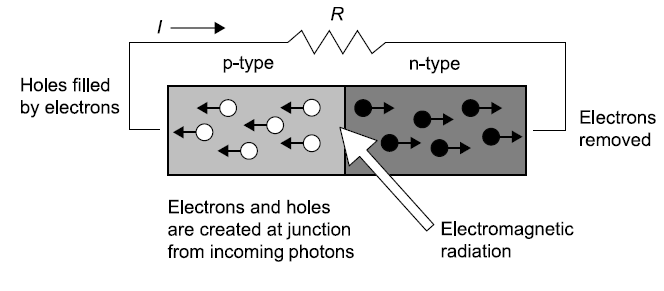 R
I
p-type
n-type
Holes filled
by electrons
Electrons
removed
Electrons and holes
are created at junction
from incoming photons
Electromagnetic
radiation